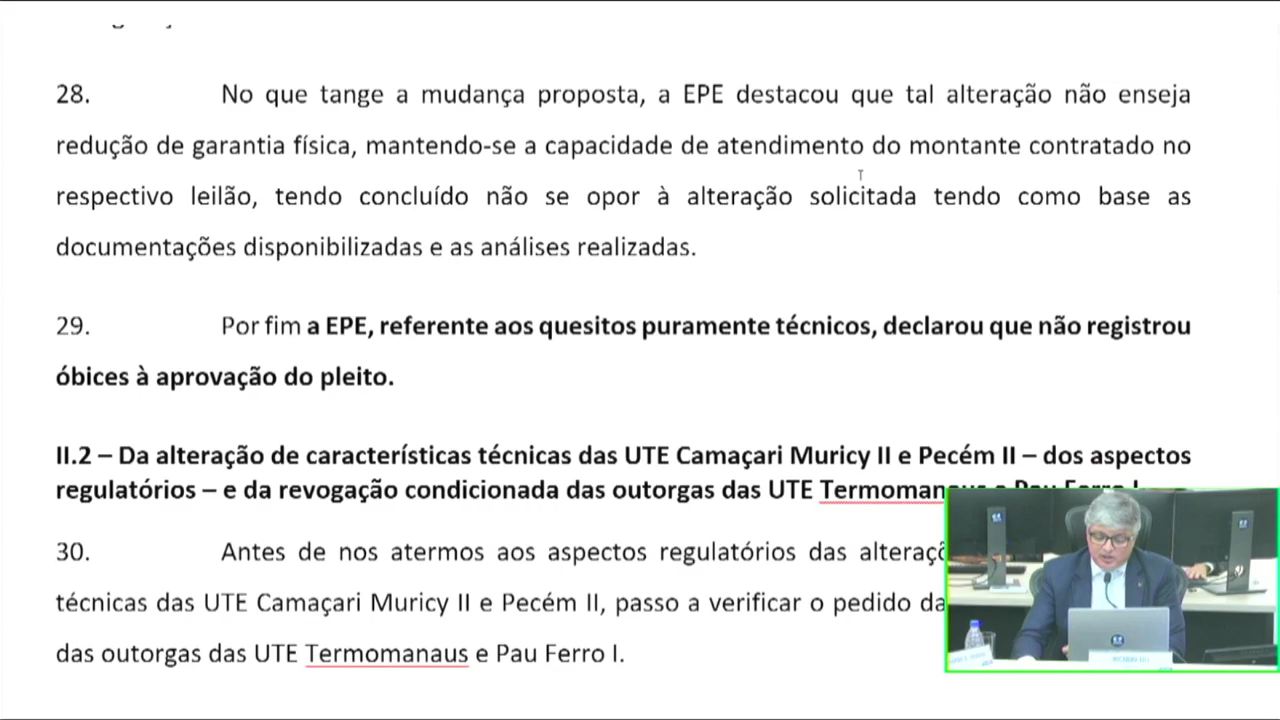 28. No que tange a mudança proposta, a EPE destacou que tal alteração não enseja
redução de garantia física, mantendo-se a capacidade de atendimento do montante contratado no
respectivo leilão, tendo concluído não se opor à alteração solicitada tendo como base as
documentações disponibilizadas e as análises realizadas.
29. Por fim a EPE, referente aos quesitos puramente técnicos, declarou que não registrou
óbices à aprovação do pleito.
II.2 – Da alteração de características técnicas das UTE Camaçari Muricy II e Pecém II – dos aspectos
regulatórios – e da revogação condicionada das outorgas das UTE Termomanaus e Pau Ferro I
30. Antes de nos atermos aos aspectos regulatórios das
técnicas das UTE Camaçari Muricy II e Pecém II, passo a verificar o pedido
das outorgas das UTE Termomanaus e Pau Ferro I.